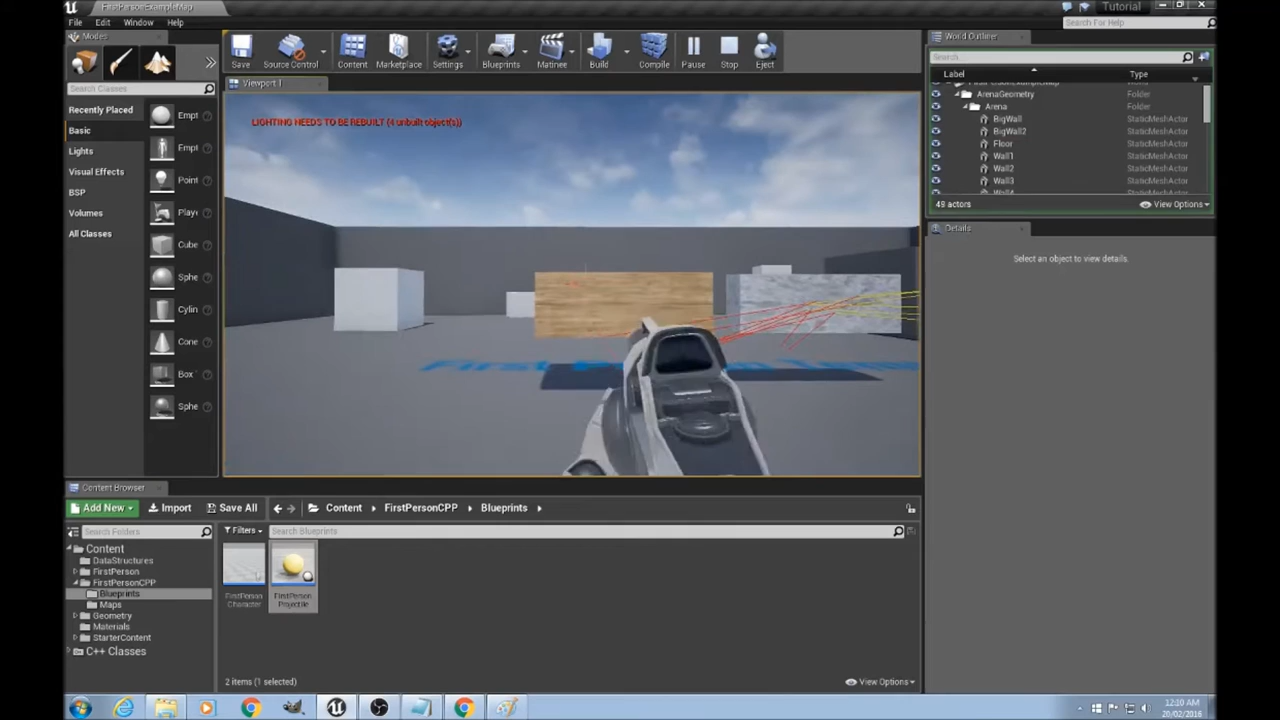 FirstPersonExampleMap
Tutorial
File Edit Window Help
Search For Help
Modes
Save Source Control Content Marketplace Settings Blueprints Matinee Build Compile Pause Stop Eject
World Outliner
Search
Label Type
ArenaGeometry Folder
Arena Folder
BigWall StaticMeshActor
BigWall2 StaticMeshActor
Floor StaticMeshActor
Wall1 StaticMeshActor
Wall2 StaticMeshActor
Wall3 StaticMeshActor
Wall4 StaticMeshActor
49 actors View Options
Details
Select an object to view details.
Search Classes
Recently Placed
Basic
Lights
Visual Effects
BSP
Volumes
All Classes
Empt
Empt
Point
Playe
Cube
Sphe
Cylin
Cone
Box
Sphe
Viewport 1
LIGHTING NEEDS TO BE REBUILT (4 unbuilt object(s))
Content Browser
Add New Import Save All Content FirstPersonCPP Blueprints
Search Folders
Filters Search Blueprints
Content
DataStructures
FirstPerson
FirstPersonCPP
Blueprints
Maps
Geometry
Materials
StarterContent
C++ Classes
FirstPerson
Character
FirstPerson
Projectile
2 items (1 selected) View Options
12:10 AM
20/02/2016